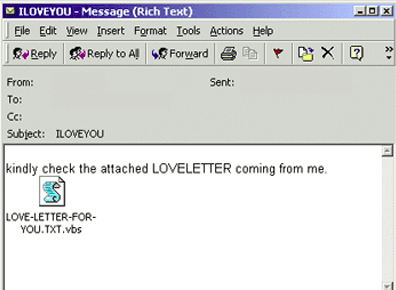 ILOVEYOU - Message (Rich Text)
File Edit View Insert Format Tools Actions Help
Reply Reply to All Forward
From: Sent:
To:
Cc:
Subject: ILOVEYOU
kindly check the attached LOVELETTER coming from me.
LOVE-LETTER-FOR-
YOU.TXT.vbs